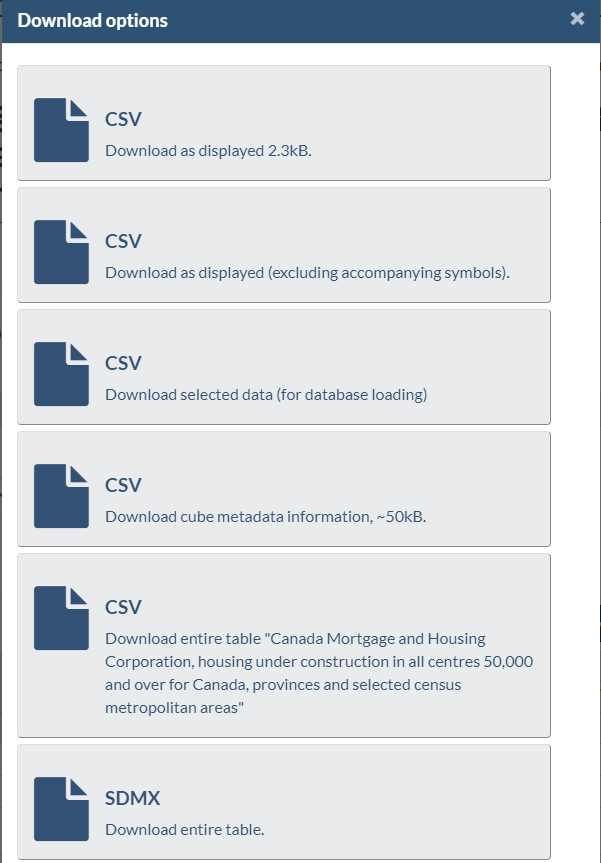 Download options
CSV
Download as displayed 2.3kB.
CSV
Download as displayed (excluding accompanying symbols).
CSV
Download selected data (for database loading)
CSV
Download cube metadata information, ~50kB.
CSV
Download entire table "Canada Mortgage and Housing
Corporation, housing under construction in all centres 50,000
and over for Canada, provinces and selected census
metropolitan areas"
SDMX
Download entire table.